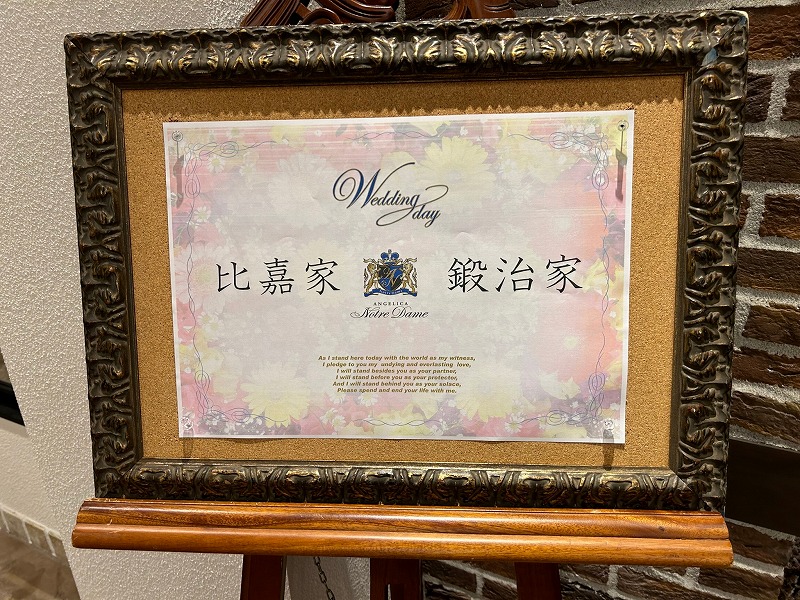 Wedding
day
比嘉家 鍛治家
ANGELICA
Notre Dame
As I stand here today with the world as my witness,
I pledge to you my undying and everlasting love,
I will stand besides you as your partner,
I will stand before you as your protector,
And I will stand behind you as your solace,
Please spend and end your life with me.